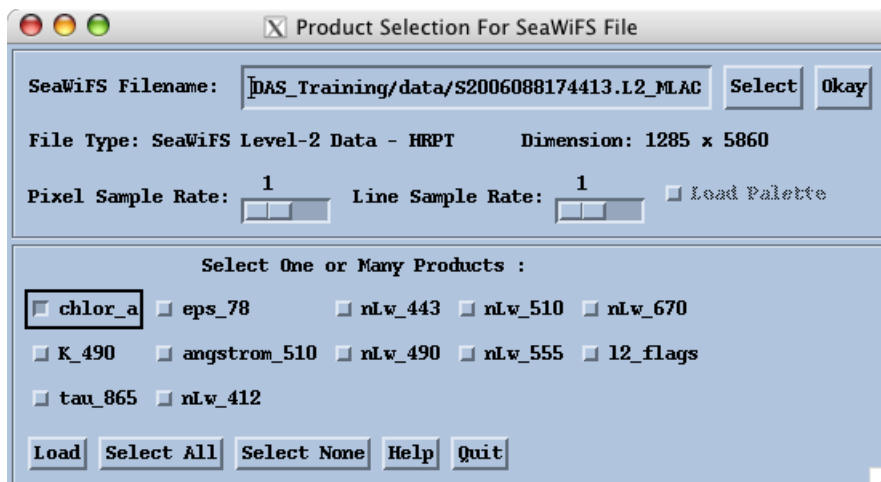 Product Selection For SeaWiFS File
SeaWiFS Filename: DAS_Training/data/S2006088174413.L2_MLAC Select Okay
File Type: SeaWiFS Level-2 Data - HRPT Dimension: 1285 x 5860
Pixel Sample Rate: 1 Line Sample Rate: 1 Load Palette
Select One or Many Products :
chlor_a eps_78 nLw_443 nLw_510 nLw_670
K_490 angstrom_510 nLw_490 nLw_555 l2_flags
tau_865 nLw_412
Load Select All Select None Help Quit